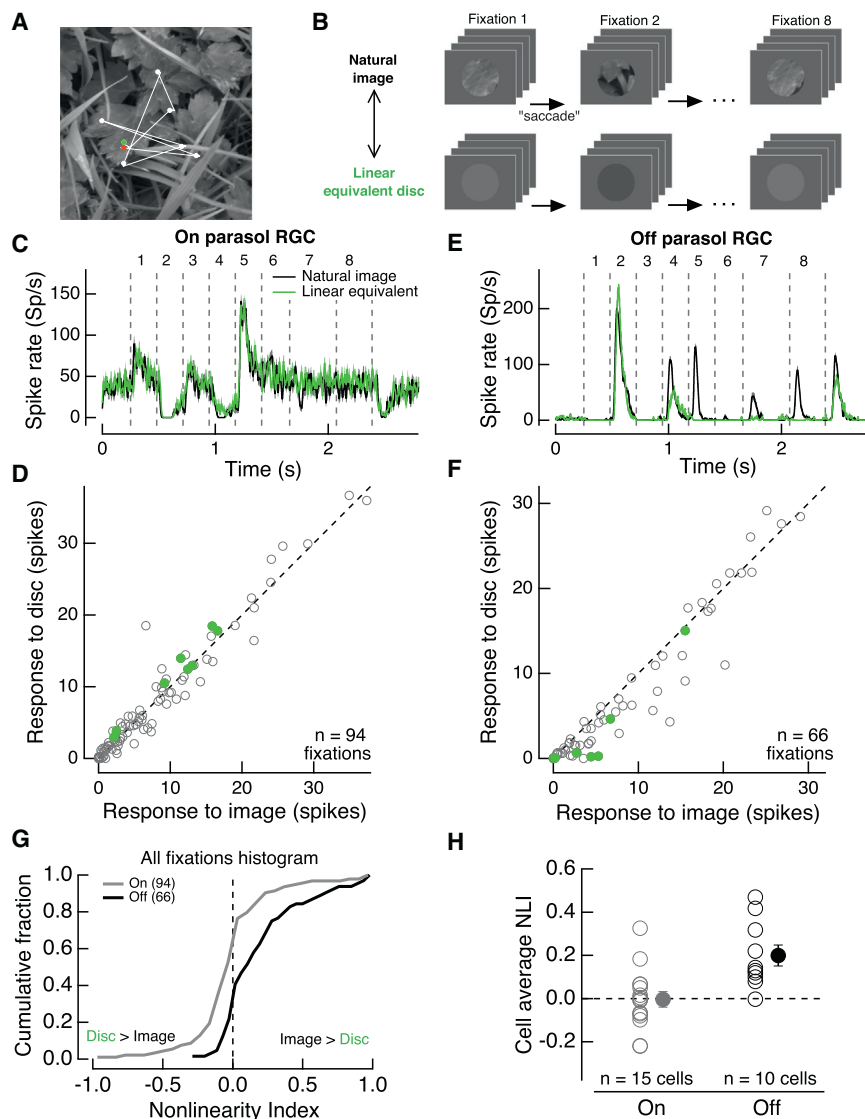 A
B
Fixation 1
Fixation 2
Fixation 8
Natural
image
"saccade"
. . .
Linear
equivalent disc
. . .
C
On parasol RGC
1 2 3 4 5 6 7 8
Natural image
Linear equivalent
Spike rate (Sp/s)
150
100
50
0
0 1 2
Time (s)
E
Off parasol RGC
1 2 3 4 5 6 7 8
Spike rate (Sp/s)
200
100
0
0 1 2
Time (s)
D
Response to disc (spikes)
30
20
10
0
n = 94
fixations
0 10 20 30
Response to image (spikes)
F
Response to disc (spikes)
30
20
10
0
n = 66
fixations
0 10 20 30
Response to image (spikes)
G
All fixations histogram
On (94)
Off (66)
Cumulative fraction
1.0
0.8
0.6
0.4
0.2
0.0
Disc > Image
Image > Disc
-1.0 -0.5 0.0 0.5 1.0
Nonlinearity Index
H
Cell average NLI
0.6
0.4
0.2
0.0
-0.2
n = 15 cells
n = 10 cells
On
Off